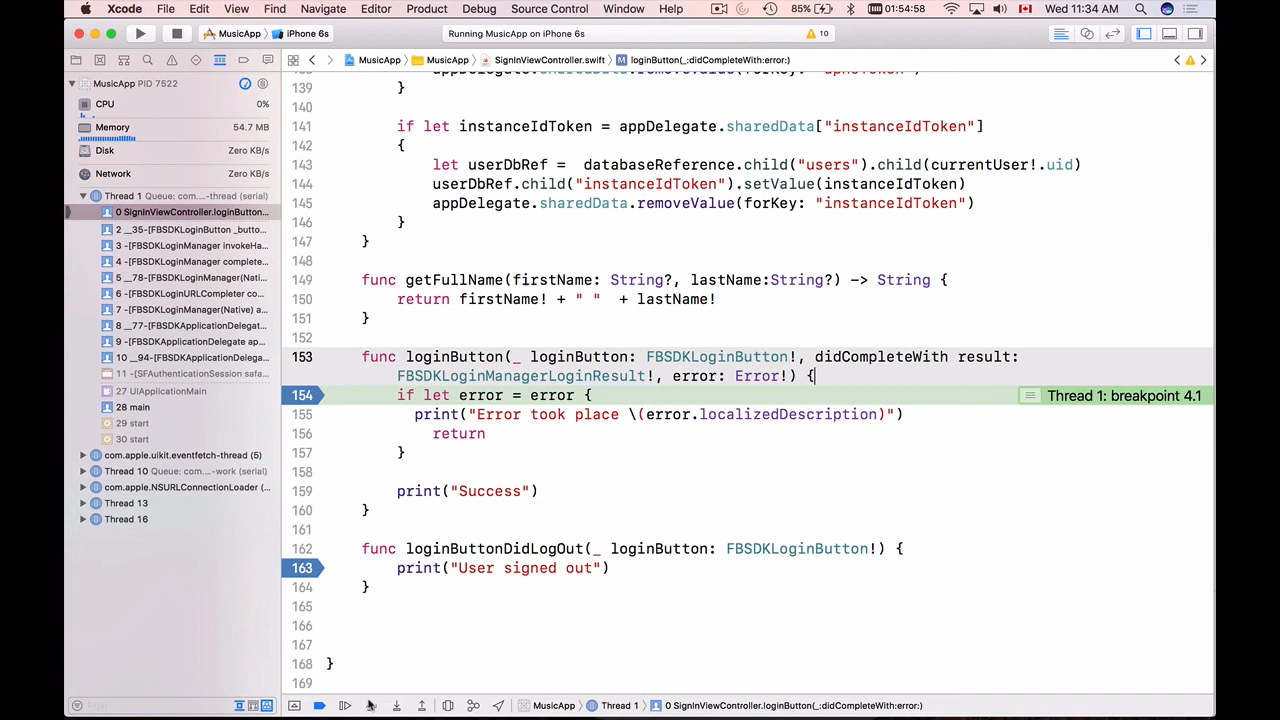 Xcode File Edit View Find Navigate Editor Product Debug Source Control Window Help 85% 01:54:58 Wed 11:34 AM
MusicApp iPhone 6s Running MusicApp on iPhone 6s 10
MusicApp MusicApp SignInViewController.swift M loginButton(_:didCompleteWith:error:)
MusicApp PID 7522
CPU 0%
Memory 54.7 MB
Disk Zero KB/s
Network Zero KB/s
Thread 1 Queue: com....-thread (serial)
0 SignInViewController.loginButton...
2 __35-[FBSDKLoginButton _butto...
3 -[FBSDKLoginManager invokeHa...
4 -[FBSDKLoginManager complete...
5 __78-[FBSDKLoginManager(Nati...
6 -[FBSDKLoginURLCompleter co...
7 -[FBSDKLoginManager(Native) a...
8 __77-[FBSDKApplicationDelegat...
9 -[FBSDKApplicationDelegate ap...
10 __94-[FBSDKApplicationDelega...
11 -[SFAuthenticationSession safa...
27 UIApplicationMain
28 main
29 start
30 start
com.apple.uikit.eventfetch-thread (5)
Thread 10 Queue: com....-work (serial)
com.apple.NSURLConnectionLoader (...
Thread 13
Thread 16
Filter
139 }
140
141 if let instanceIdToken = appDelegate.sharedData["instanceIdToken"]
142 {
143 let userDbRef = databaseReference.child("users").child(currentUser!.uid)
144 userDbRef.child("instanceIdToken").setValue(instanceIdToken)
145 appDelegate.sharedData.removeValue(forKey: "instanceIdToken")
146 }
147 }
148
149 func getFullName(firstName: String?, lastName:String?) -> String {
150 return firstName! + " " + lastName!
151 }
152
153 func loginButton(_ loginButton: FBSDKLoginButton!, didCompleteWith result:
FBSDKLoginManagerLoginResult!, error: Error!) {
154 if let error = error { Thread 1: breakpoint 4.1
155 print("Error took place \(error.localizedDescription)")
156 return
157 }
158
159 print("Success")
160 }
161
162 func loginButtonDidLogOut(_ loginButton: FBSDKLoginButton!) {
163 print("User signed out")
164 }
165
166
167
168 }
169
MusicApp Thread 1 0 SignInViewController.loginButton(_:didCompleteWith:error:)